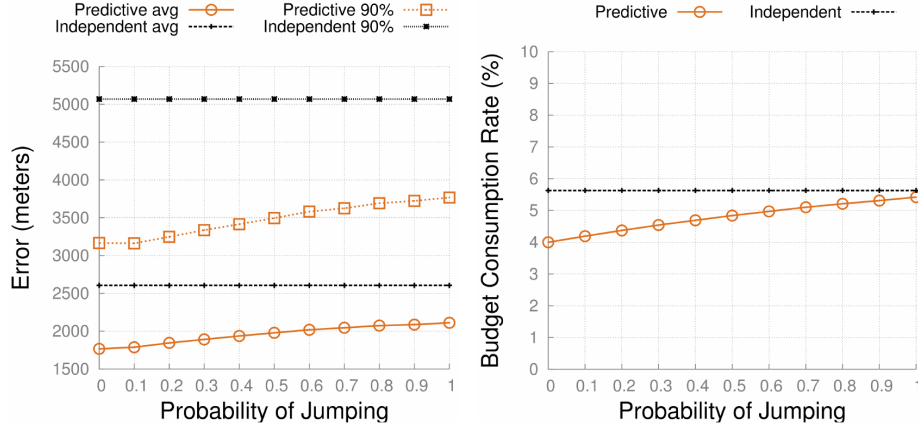 Predictive avg Predictive 90%
Independent avg Independent 90%
5500
5000
4500
4000
3500
3000
2500
2000
1500
Error (meters)
0 0.1 0.2 0.3 0.4 0.5 0.6 0.7 0.8 0.9 1
Probability of Jumping
Predictive Independent
10
9
8
7
6
5
4
3
2
1
0
Budget Consumption Rate (%)
0 0.1 0.2 0.3 0.4 0.5 0.6 0.7 0.8 0.9 1
Probability of Jumping